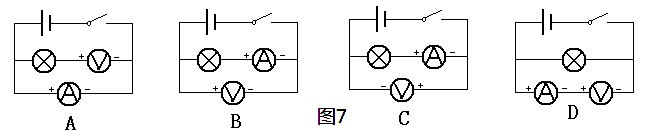 + V - + A - + V - A
+ A - + V - B
+ A - - V + C
+ A - + V - D
图7